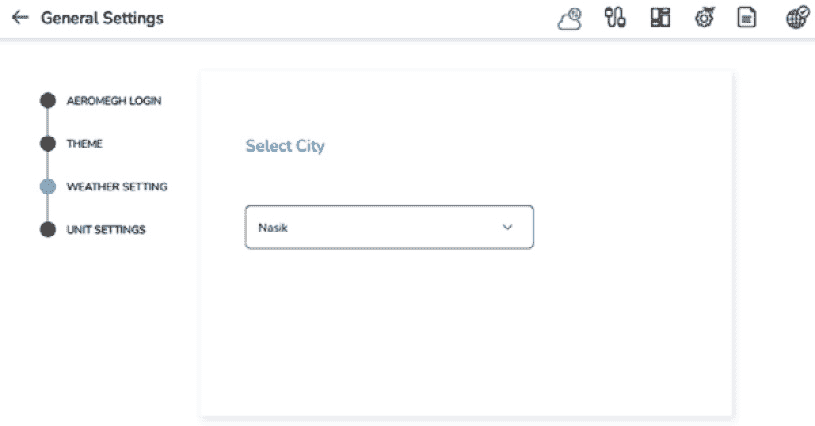 General Settings
AEROMEGH LOGIN
THEME
WEATHER SETTING
UNIT SETTINGS
Select City
Nasik